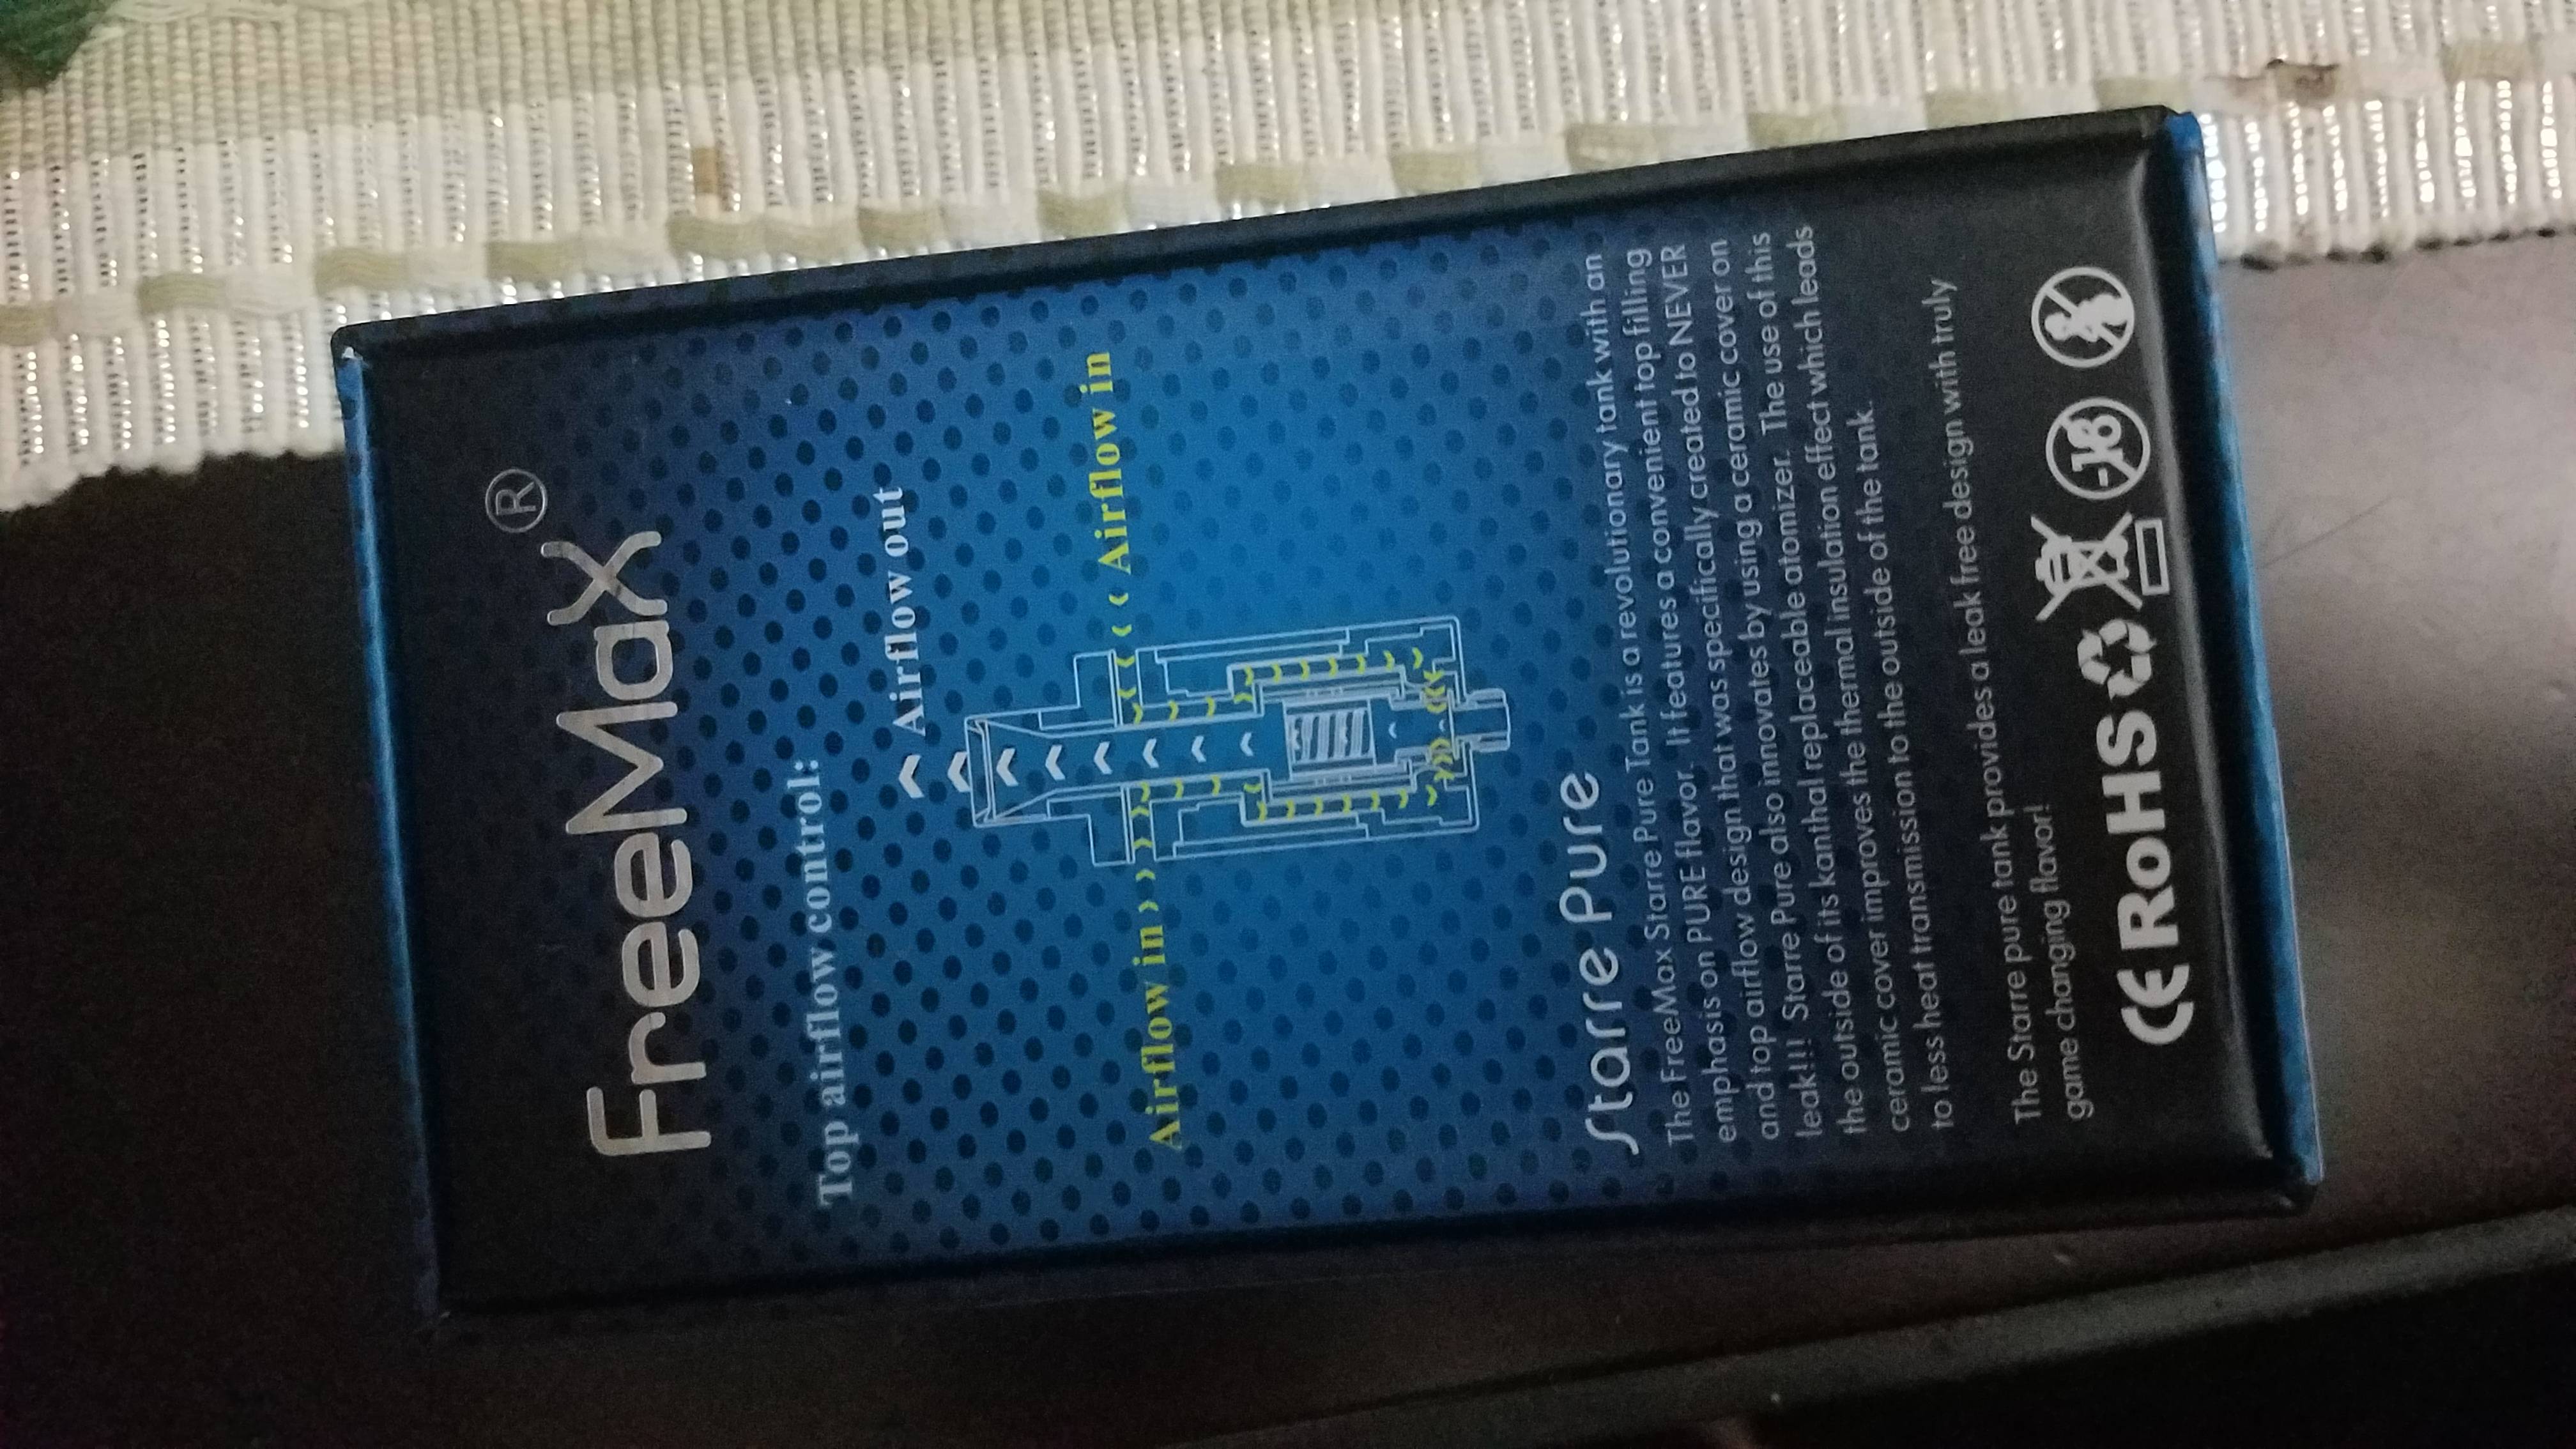 FreeMax®
Top airflow control:
Airflow out
Airflow in
Airflow in
Starre Pure
The FreeMax Starre Pure Tank is a revolutionary tank with an
emphasis on PURE flavor. It features a convenient top filling
and top airflow design that was specifically created to NEVER
leak!!! Starre Pure also innovates by using a ceramic cover on
the outside of its kanthal replaceable atomizer. The use of this
ceramic cover improves the thermal insulation effect which leads
to less heat transmission to the outside of the tank.
The Starre pure tank provides a leak free design with truly
game changing flavor!
CE RoHS -18